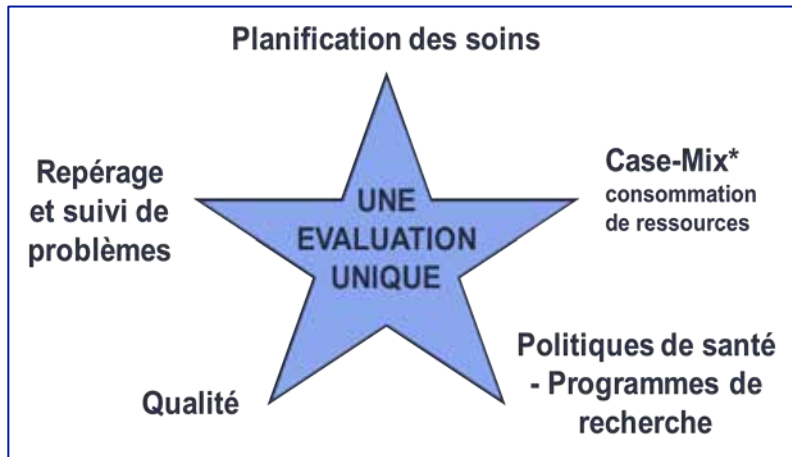 Planification des soins
Repérage
et suivi de
problèmes
Case-Mix*
consommation
de ressources
UNE
EVALUATION
UNIQUE
Qualité
Politiques de santé
- Programmes de
recherche